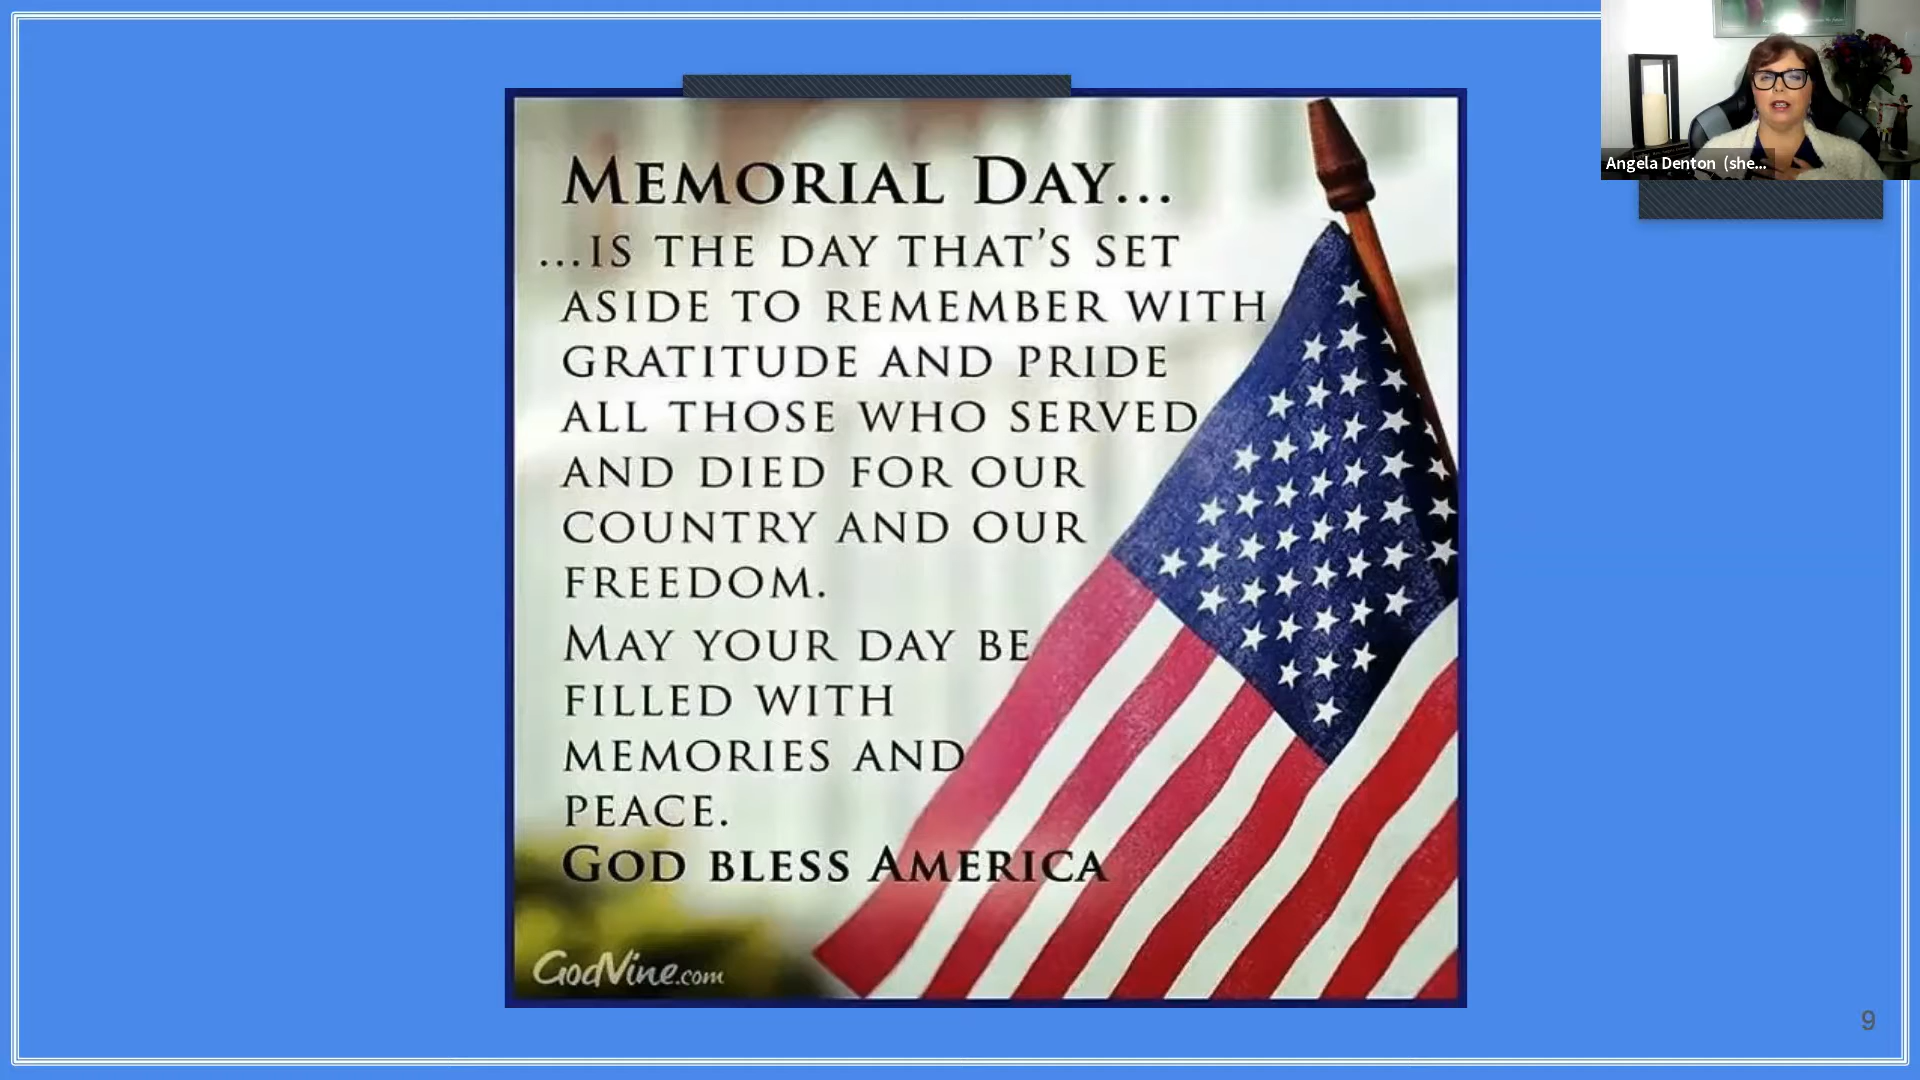 Angela Denton (she...
MEMORIAL DAY...
...IS THE DAY THAT'S SET
ASIDE TO REMEMBER WITH
GRATITUDE AND PRIDE
ALL THOSE WHO SERVED
AND DIED FOR OUR
COUNTRY AND OUR
FREEDOM.
MAY YOUR DAY BE
FILLED WITH
MEMORIES AND
PEACE.
GOD BLESS AMERICA
GodVine.com
9